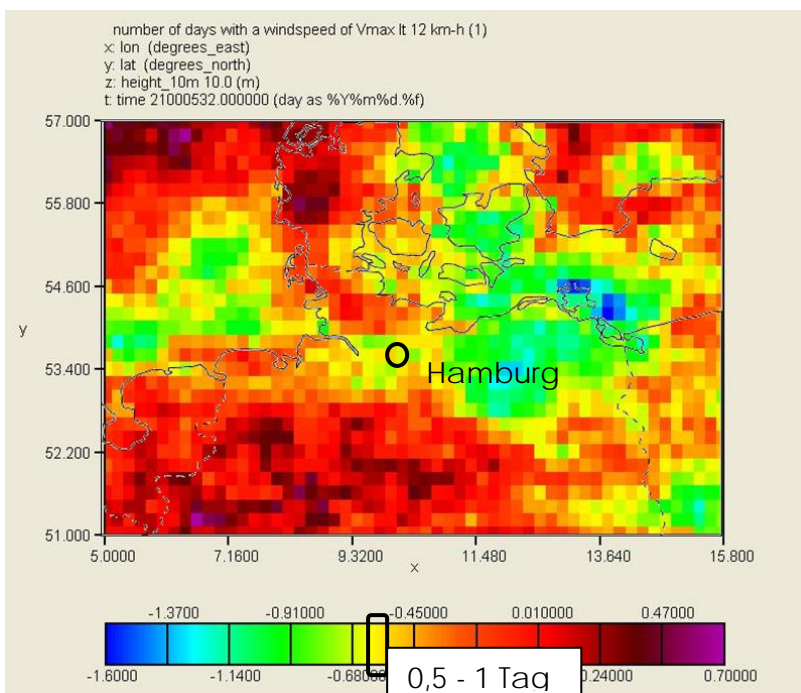 number of days with a windspeed of Vmax lt 12 km-h (1)
x: lon (degrees_east)
y: lat (degrees_north)
z: height_10m 10.0 (m)
t: time 21000532.000000 (day as %Y%m%d.%f)
57.000
55.800
54.600
y
53.400
Hamburg
52.200
51.000
5.0000 7.1600 9.3200 11.480 13.640 15.800
x
-1.3700 -0.91000 -0.45000 0.010000 0.47000
-1.6000 -1.1400 -0.68000 0.24000 0.70000
0,5 - 1 Tag